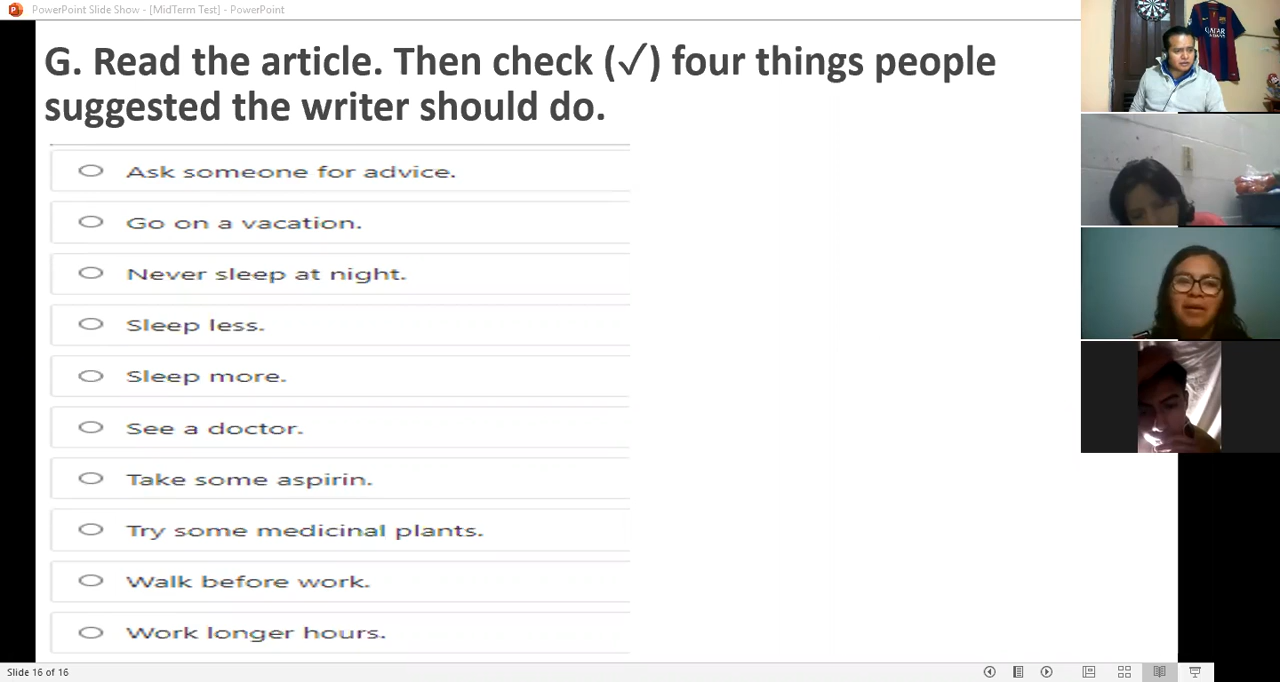 PowerPoint Slide Show - [MidTerm Test] - PowerPoint
G. Read the article. Then check (✓) four things people
suggested the writer should do.
Ask someone for advice.
Go on a vacation.
Never sleep at night.
Sleep less.
Sleep more.
See a doctor.
Take some aspirin.
Try some medicinal plants.
Walk before work.
Work longer hours.
Slide 16 of 16